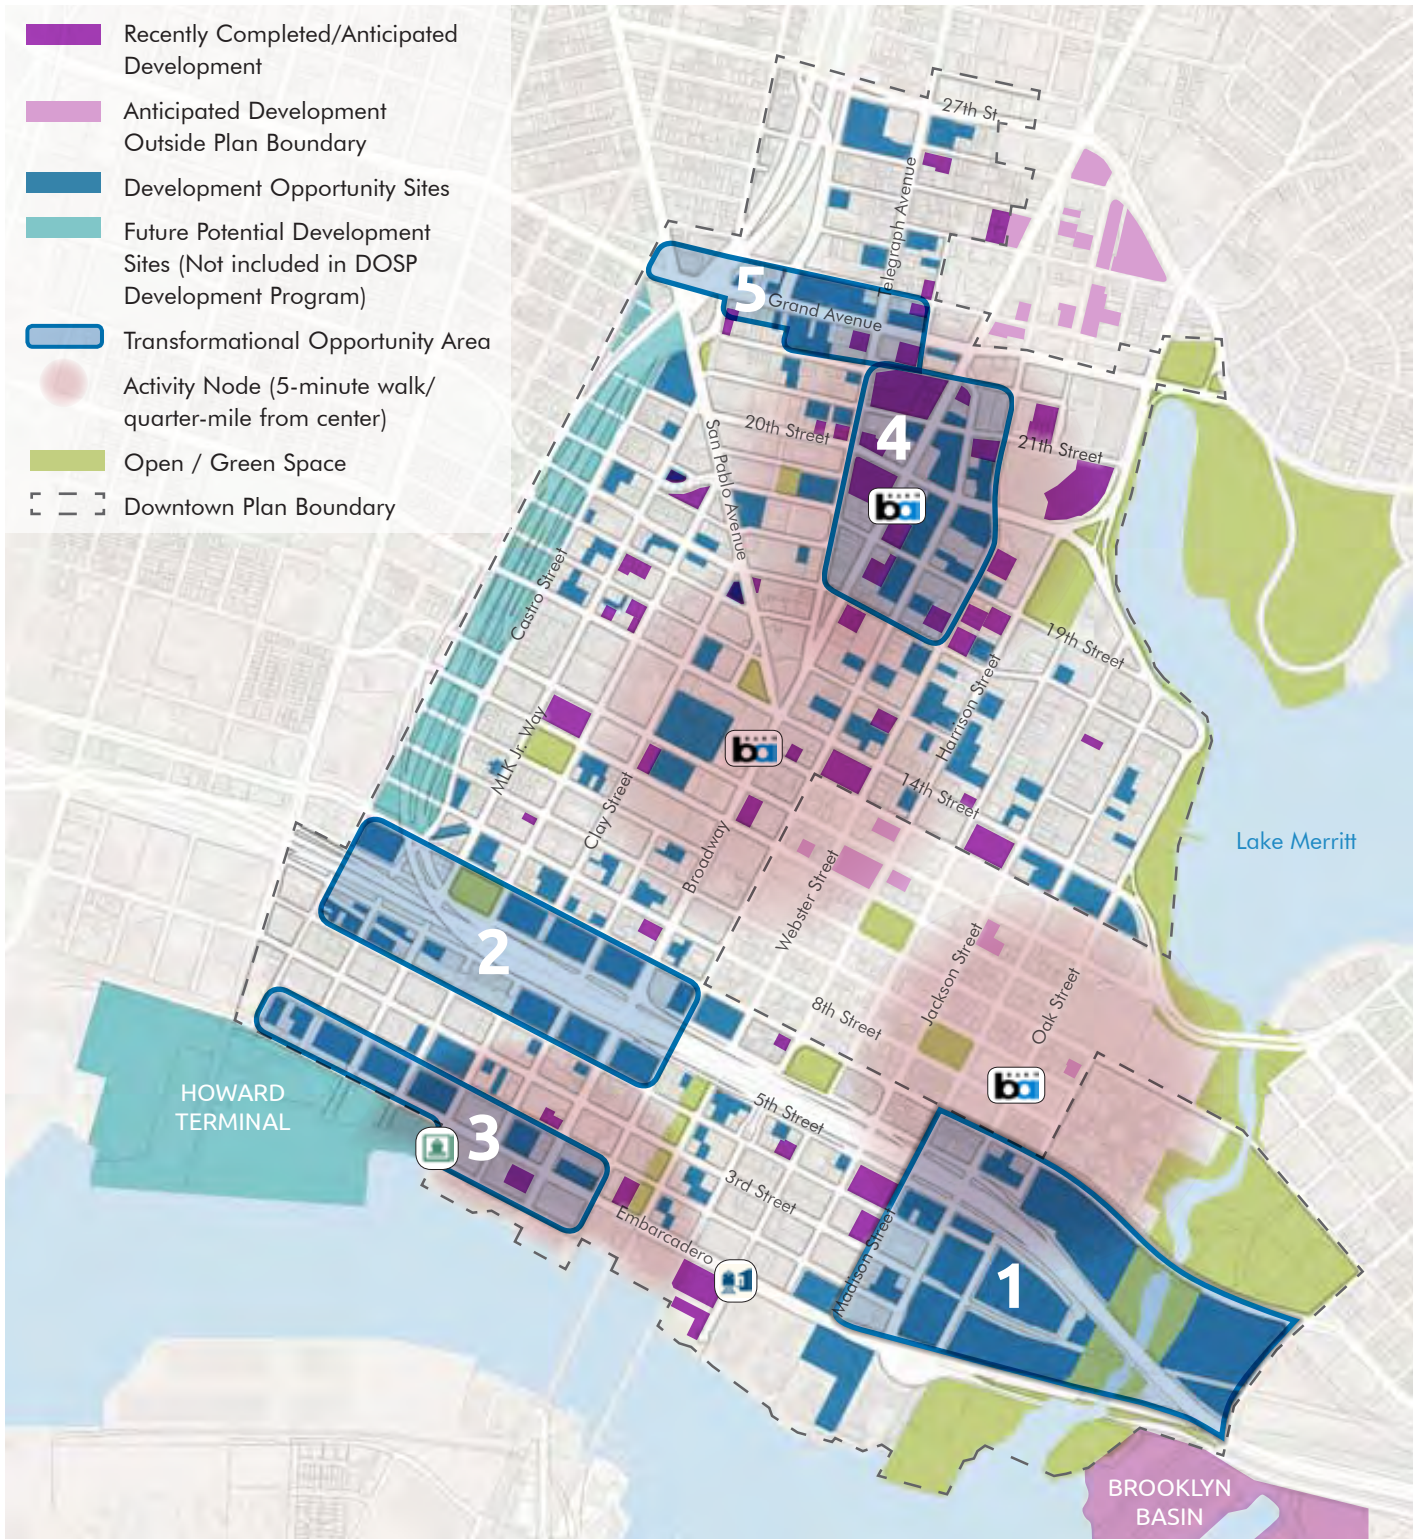 Recently Completed/Anticipated
Development
Anticipated Development
Outside Plan Boundary
Development Opportunity Sites
Future Potential Development
Sites (Not included in DOSP
Development Program)
Transformational Opportunity Area
Activity Node (5-minute walk/
quarter-mile from center)
Open / Green Space
Downtown Plan Boundary
27th St
Telegraph Avenue
5
Grand Avenue
20th Street
4
21th Street
San Pablo Avenue
ba
Castro Street
19th Street
Harrison Street
MLK Jr. Way
ba
14th Street
Clay Street
Broadway
Webster Street
Lake Merritt
2
Jackson Street
Oak Street
8th Street
ba
HOWARD
TERMINAL
5th Street
3
3rd Street
Embarcadero
Madison Street
1
BROOKLYN
BASIN